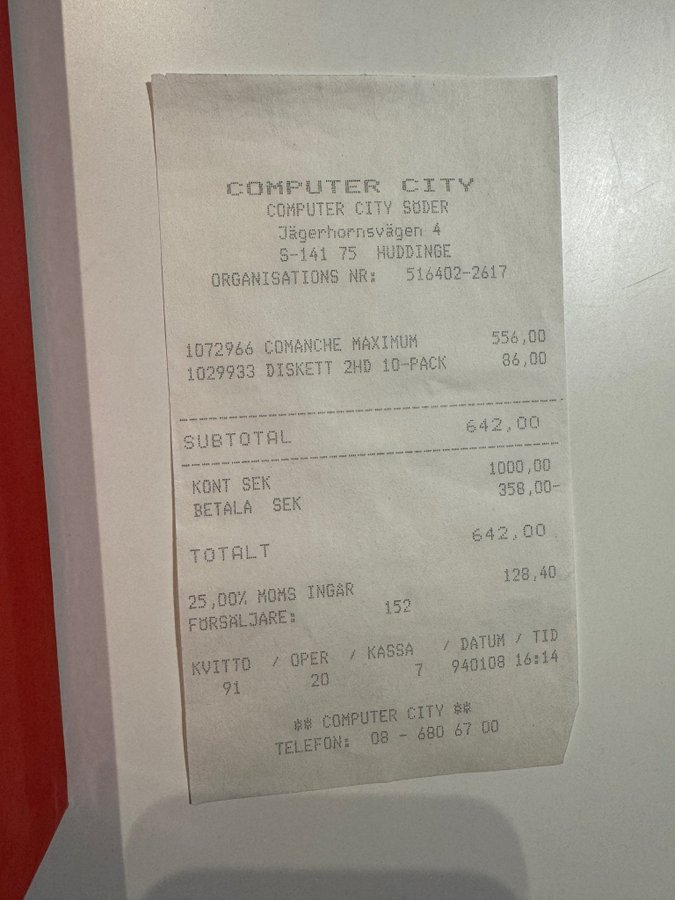 COMPUTER CITY
COMPUTER CITY SÖDER
Jägerhornsvägen 4
S-141 75 HUDDINGE
ORGANISATIONS NR: 516402-2617
1072966 COMANCHE MAXIMUM 556,00
1029933 DISKETT 2HD 10-PACK 86,00
SUBTOTAL 642,00
KONT SEK 1000,00
BETALA SEK 358,00-
TOTALT 642,00
25,00% MOMS INGÅR 128,40
FÖRSÄLJARE: 152
KVITTO / OPER / KASSA / DATUM / TID
91 20 7 940108 16:14
** COMPUTER CITY **
TELEFON: 08 - 680 67 00